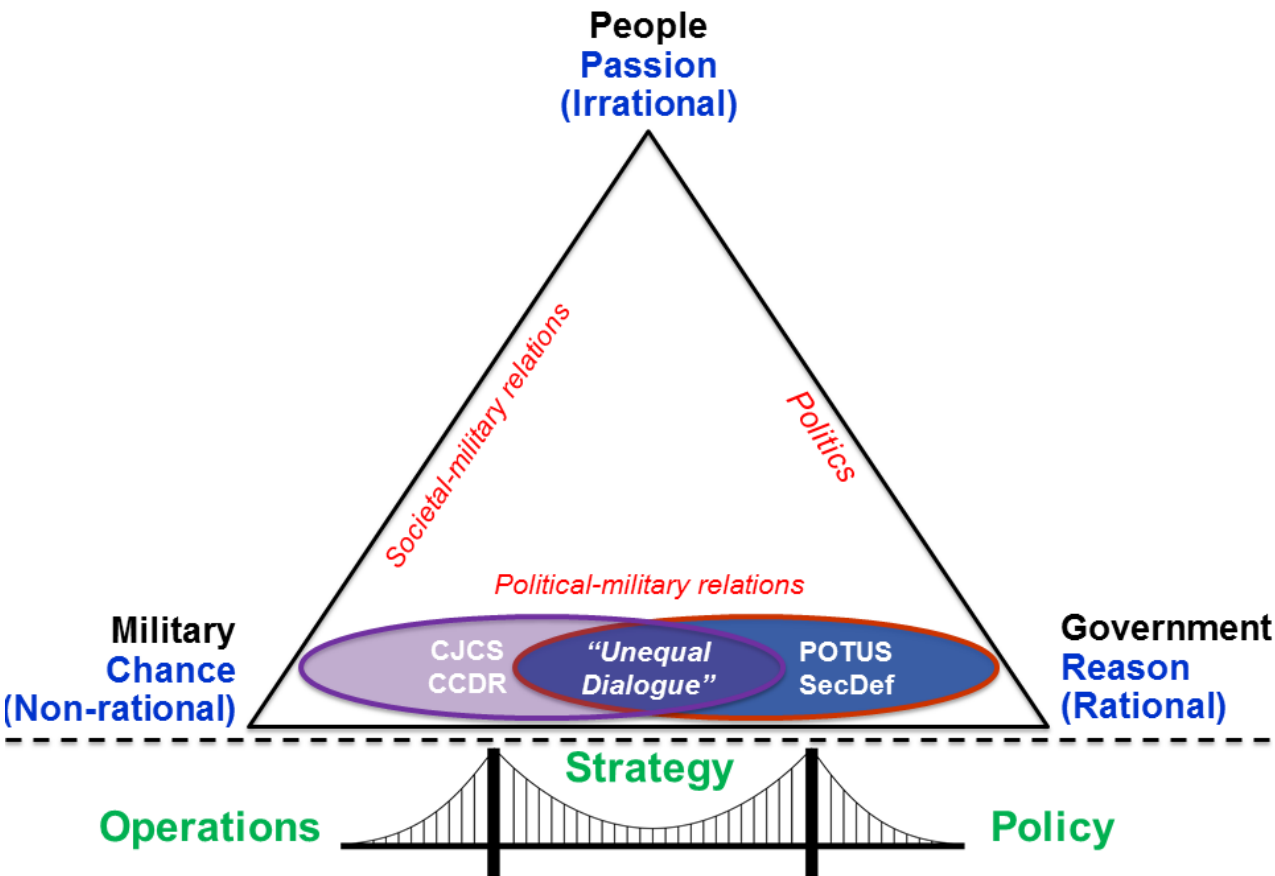 People
Passion
(Irrational)
Societal-military relations
Politics
Political-military relations
Military
Chance
(Non-rational)
CJCS
CCDR
“Unequal
Dialogue”
POTUS
SecDef
Government
Reason
(Rational)
Strategy
Operations
Policy